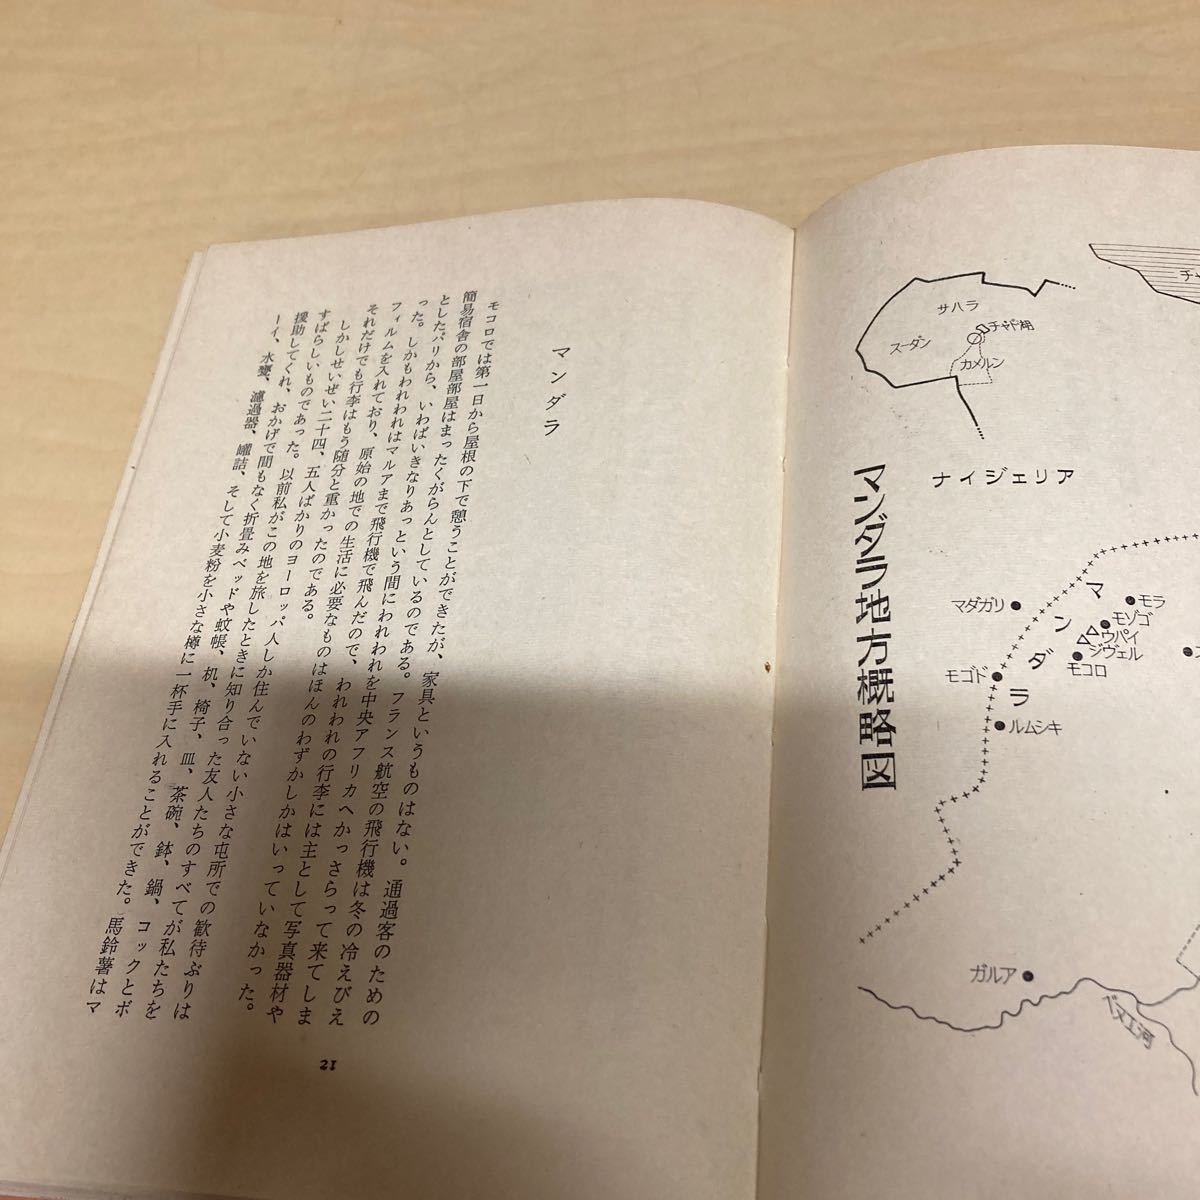 サハラ
チャド湖
スーダン
カメルン
チャ
ナイジェリア
マンダラ地方概略図
マンダラ
マダガリ
モラ
モゾゴ
ウパイ
ジヴェル
モコロ
モゴド
ルムシキ
ガルア
ベヌエ河
マンダラ
モコロでは第一日から屋根の下で憩うことができたが、家具というものはない。通過客のための
簡易宿舎の部屋部屋はまったくがらんとしているのである。フランス航空の飛行機は冬の冷えびえ
としたパリから、いわばいきなりあっという間にわれわれを中央アフリカへかっさらって来てしま
った。しかもわれわれはマルアまで飛行機で飛んだので、われわれの行李には主として写真器材や
フィルムを入れており、原始の地での生活に必要なものはほんのわずかしかはいっていなかった。
それだけでも行李はもう随分と重かったのである。
しかしせいぜい二十四、五人ばかりのヨーロッパ人しか住んでいない小さな屯所での歓待ぶりは
すばらしいものであった。以前私がこの地を旅したときに知り合った友人たちのすべてが私たちを
援助してくれ、おかげで間もなく折畳みベッドや蚊帳、机、椅子、皿、茶碗、鉢、鍋、コックとボ
ーイ、水甕、濾過器、罐詰、そして小麦粉を小さな樽に一杯手に入れることができた。馬鈴薯はマ
12